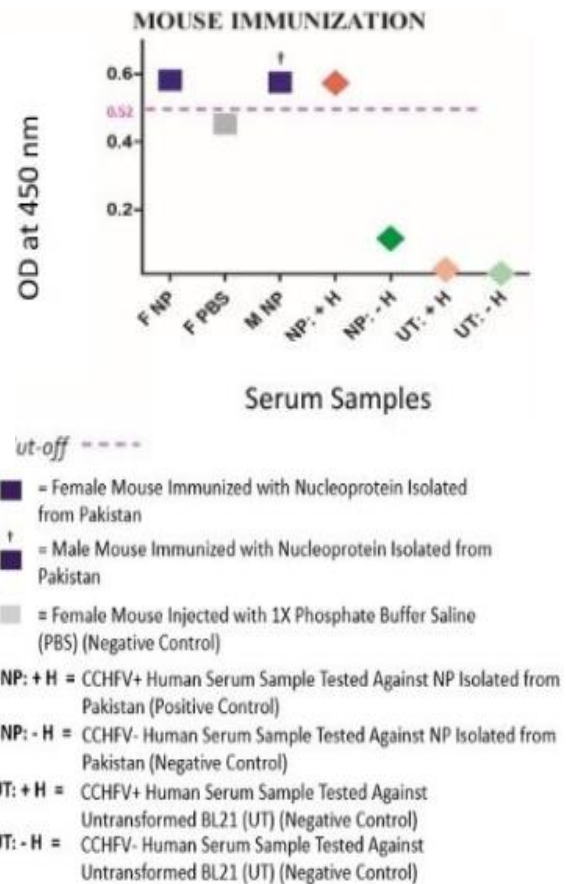 MOUSE IMMUNIZATION
†
0.6
0.52
0.4
0.2
OD at 450 nm
F NP
F PBS
M NP
NP: + H
NP: - H
UT: + H
UT: - H
Serum Samples
ut-off
= Female Mouse Immunized with Nucleoprotein Isolated
from Pakistan
†
= Male Mouse Immunized with Nucleoprotein Isolated from
Pakistan
= Female Mouse Injected with 1X Phosphate Buffer Saline
(PBS) (Negative Control)
NP: + H = CCHFV+ Human Serum Sample Tested Against NP Isolated from
Pakistan (Positive Control)
NP: - H = CCHFV- Human Serum Sample Tested Against NP Isolated from
Pakistan (Negative Control)
UT: + H = CCHFV+ Human Serum Sample Tested Against
Untransformed BL21 (UT) (Negative Control)
UT: - H = CCHFV- Human Serum Sample Tested Against
Untransformed BL21 (UT) (Negative Control)